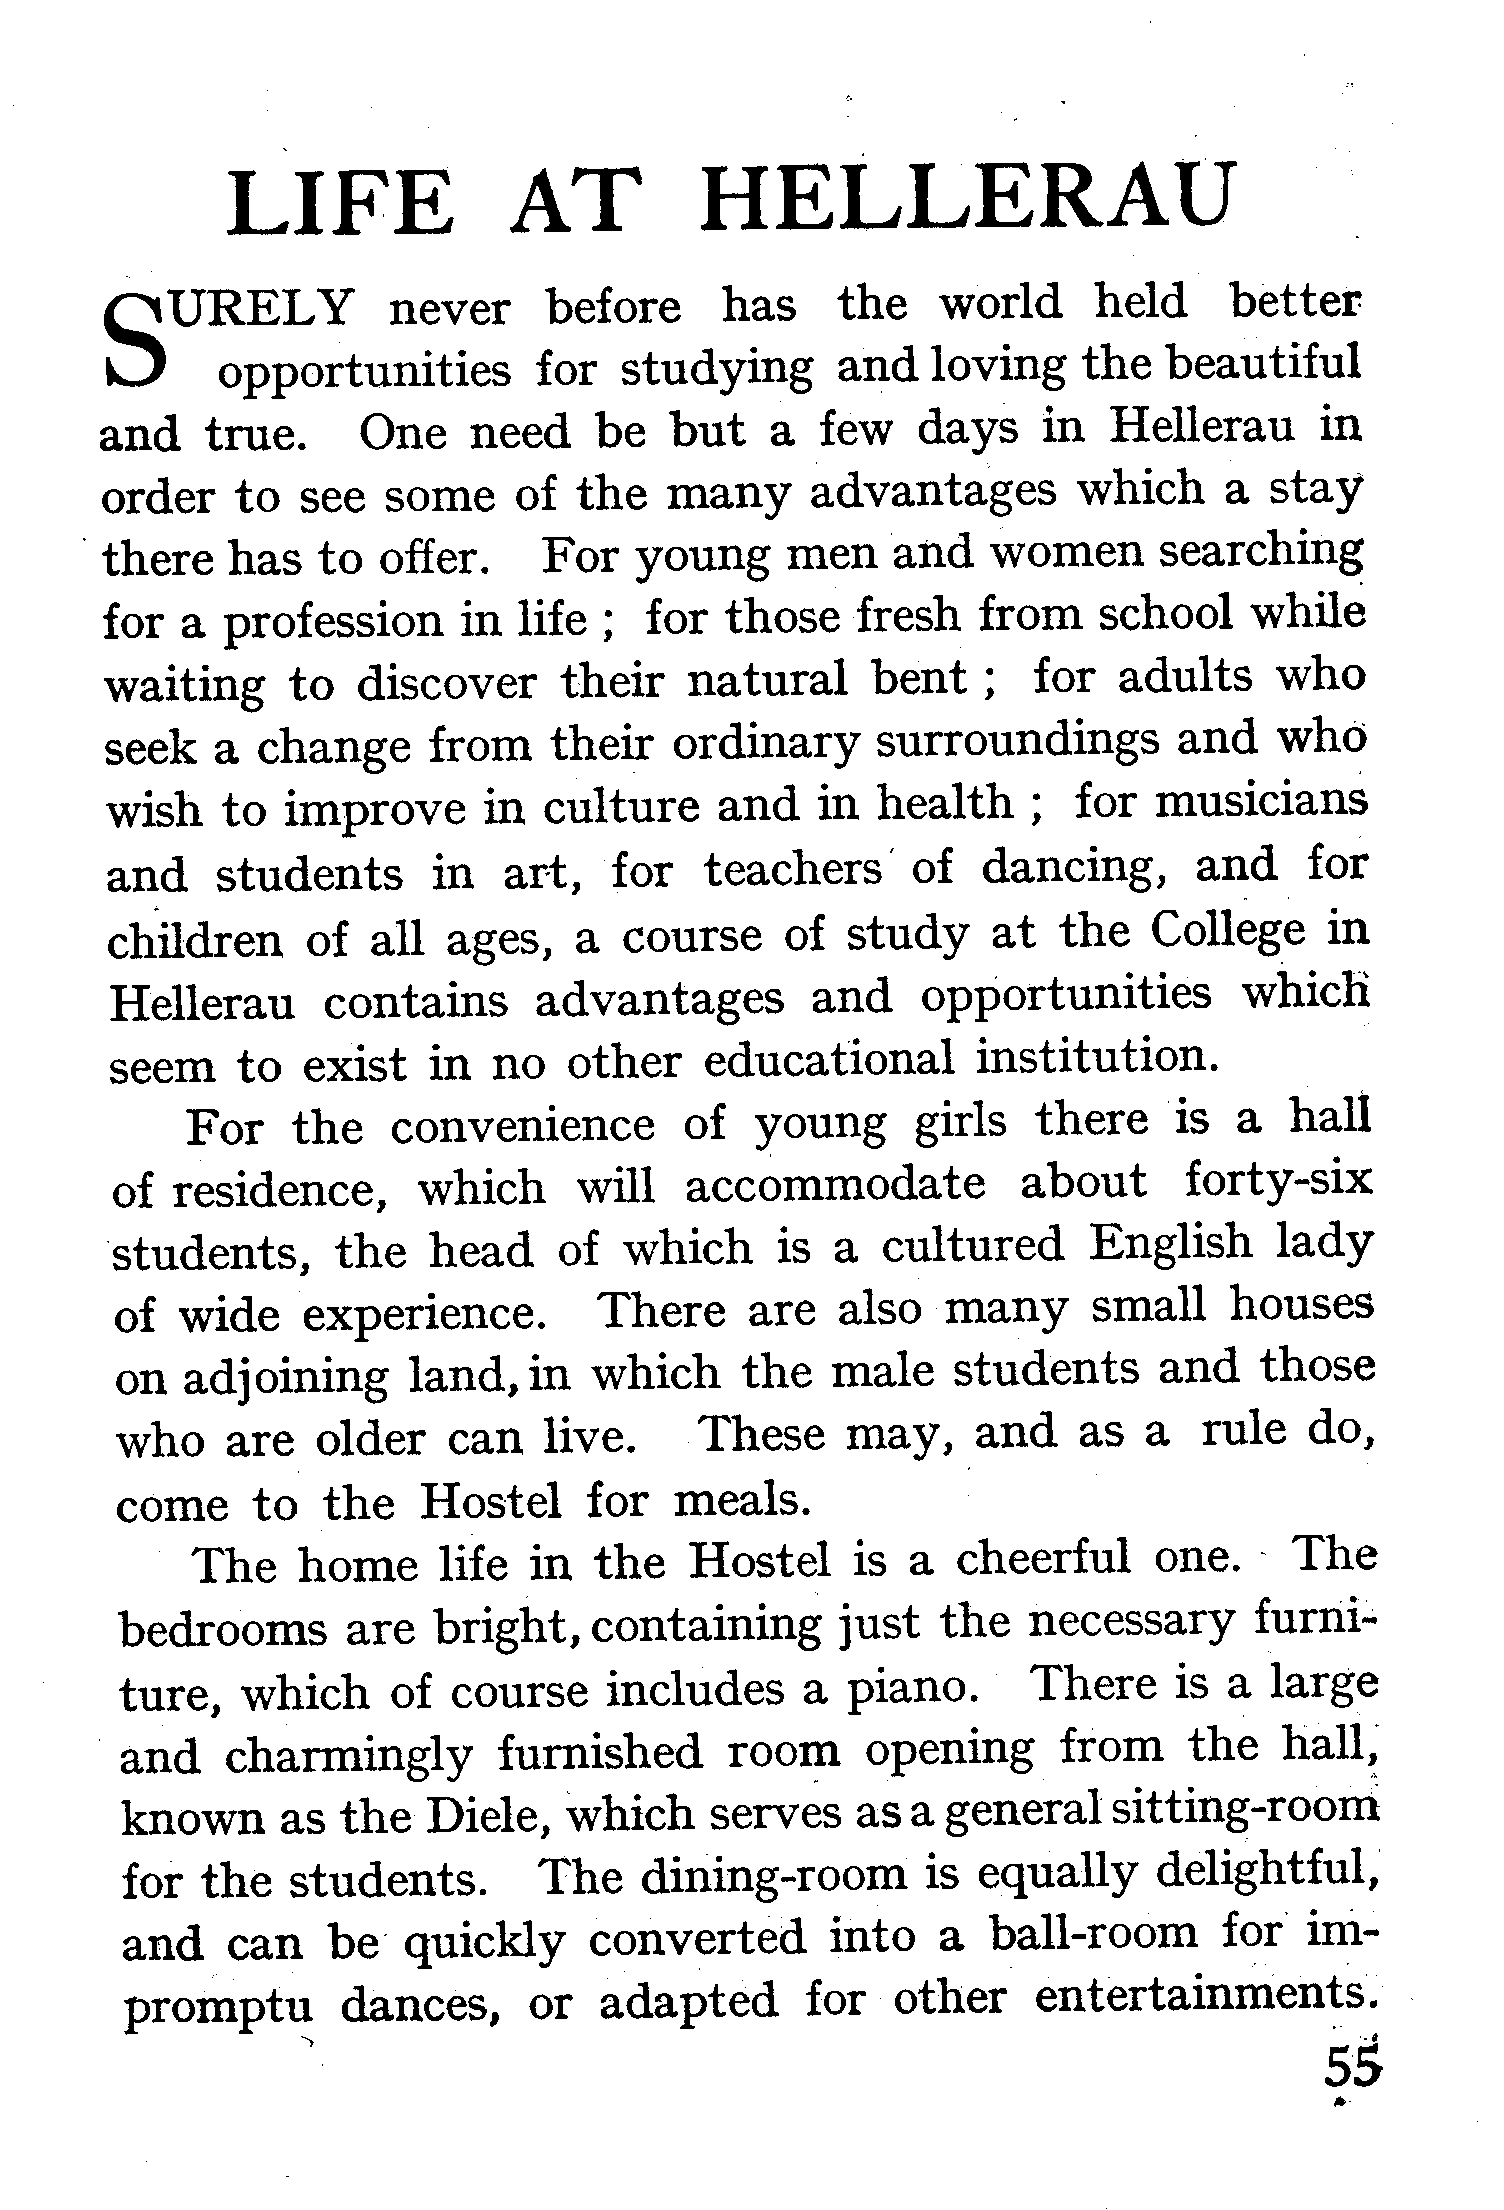 LIFE AT HELLERAU
SURELY never before has the world held better
opportunities for studying and loving the beautiful
and true. One need be but a few days in Hellerau in
order to see some of the many advantages which a stay
there has to offer. For young men and women searching
for a profession in life ; for those fresh from school while
waiting to discover their natural bent ; for adults who
seek a change from their ordinary surroundings and who
wish to improve in culture and in health ; for musicians
and students in art, for teachers of dancing, and for
children of all ages, a course of study at the College in
Hellerau contains advantages and opportunities which
seem to exist in no other educational institution.
For the convenience of young girls there is a hall
of residence, which will accommodate about forty-six
students, the head of which is a cultured English lady
of wide experience. There are also many small houses
on adjoining land, in which the male students and those
who are older can live. These may, and as a rule do,
come to the Hostel for meals.
The home life in the Hostel is a cheerful one. The
bedrooms are bright, containing just the necessary furni-
ture, which of course includes a piano. There is a large
and charmingly furnished room opening from the hall,
known as the Diele, which serves as a general sitting-room
for the students. The dining-room is equally delightful,
and can be quickly converted into a ball-room for im-
promptu dances, or adapted for other entertainments.
55